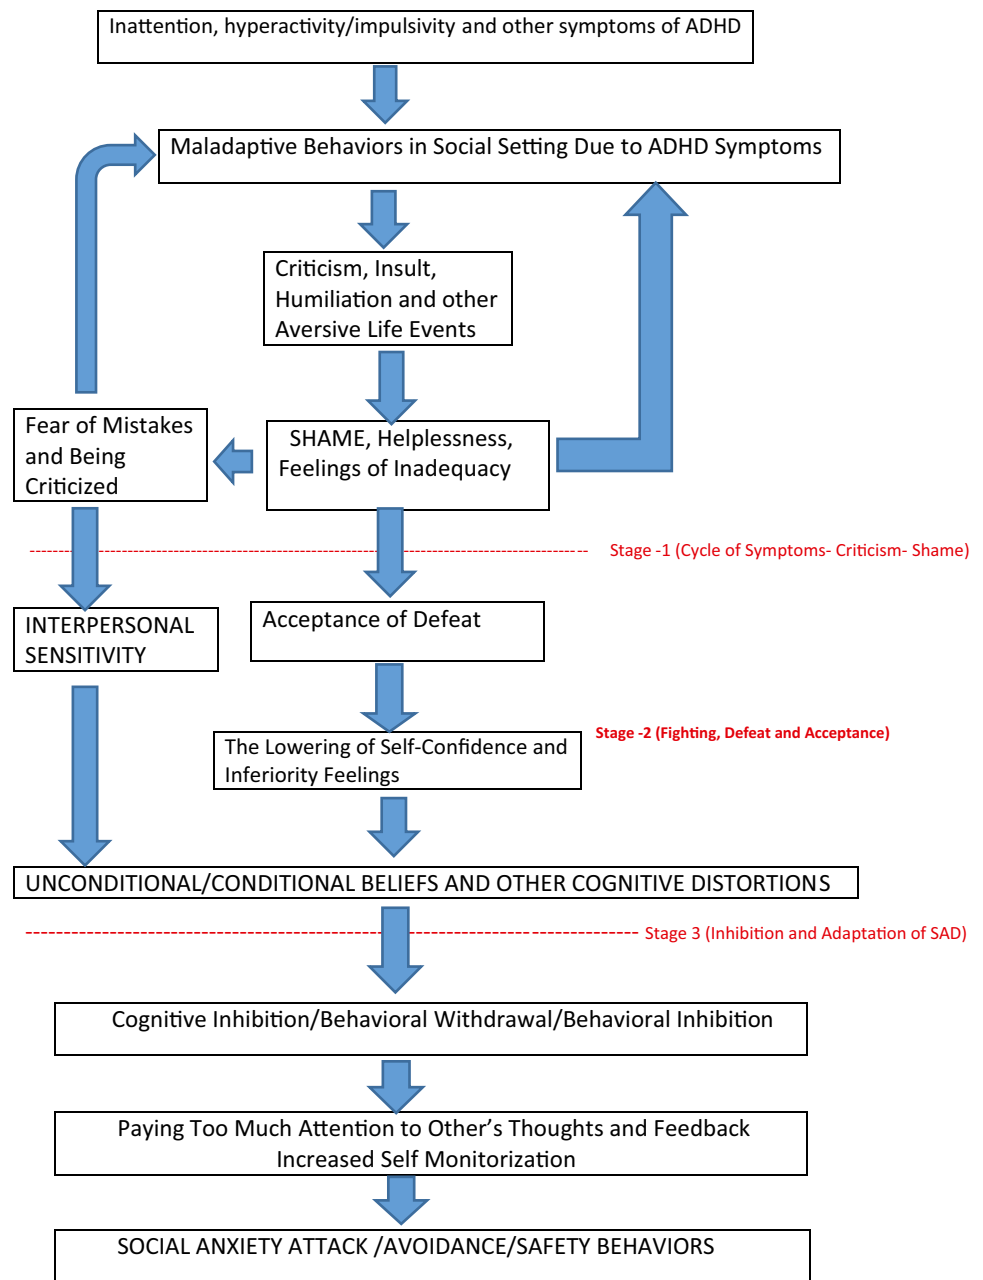 Inattention, hyperactivity/impulsivity and other symptoms of ADHD
Maladaptive Behaviors in Social Setting Due to ADHD Symptoms
Criticism, Insult,
Humiliation and other
Aversive Life Events
Fear of Mistakes
and Being
Criticized
SHAME, Helplessness,
Feelings of Inadequacy
Stage -1 (Cycle of Symptoms- Criticism- Shame)
INTERPERSONAL
SENSITIVITY
Acceptance of Defeat
Stage -2 (Fighting, Defeat and Acceptance)
The Lowering of Self-Confidence and
Inferiority Feelings
UNCONDITIONAL/CONDITIONAL BELIEFS AND OTHER COGNITIVE DISTORTIONS
Stage 3 (Inhibition and Adaptation of SAD)
Cognitive Inhibition/Behavioral Withdrawal/Behavioral Inhibition
Paying Too Much Attention to Other's Thoughts and Feedback
Increased Self Monitorization
SOCIAL ANXIETY ATTACK /AVOIDANCE/SAFETY BEHAVIORS